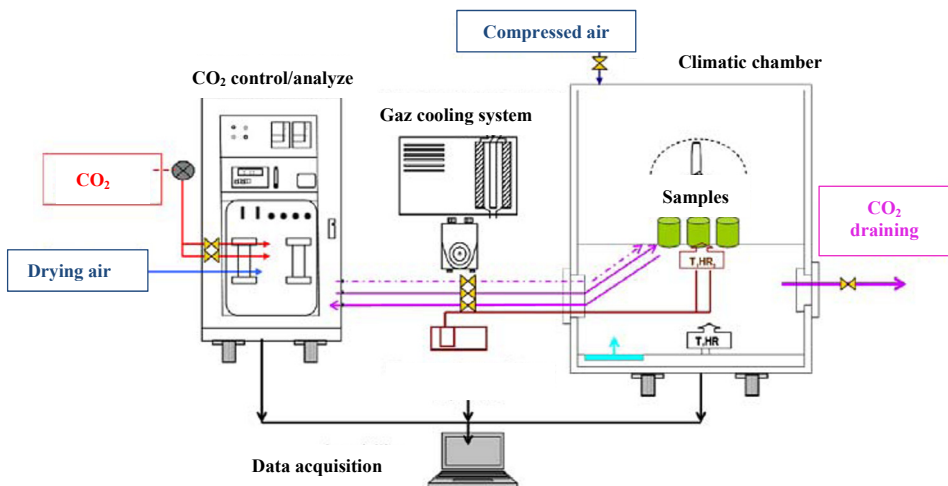 Compressed air
CO₂ control/analyze
Climatic chamber
Gaz cooling system
CO₂
Samples
CO₂
draining
Drying air
T,HR,
T,HR
Data acquisition